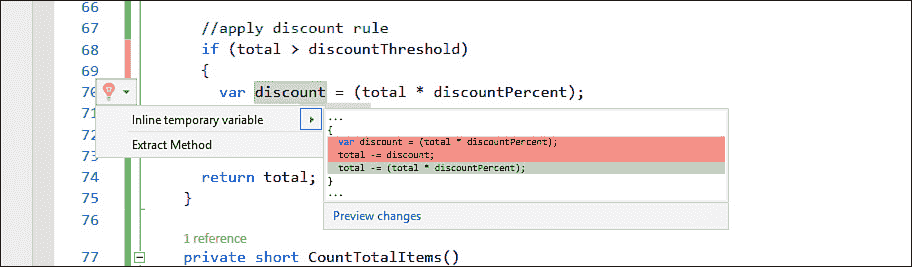 66
67 //apply discount rule
68 if (total > discountThreshold)
69 {
70 var discount = (total * discountPercent);
71
Inline temporary variable
...
{
72
Extract Method
var discount = (total * discountPercent);
total -= discount;
73
total -= (total * discountPercent);
}
...
74 return total;
75 }
Preview changes
76
1 reference
77 private short CountTotalItems()